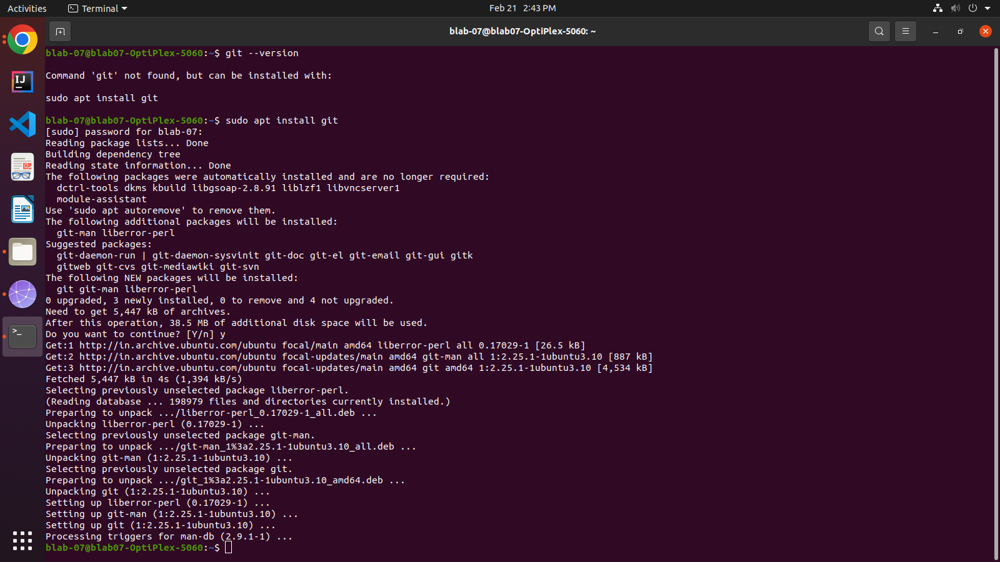 Activities
Terminal
Feb 21 2:43 PM
blab-07@blab07-OptiPlex-5060: ~
IJ
blab-07@blab07-OptiPlex-5060:~$ git --version
Command 'git' not found, but can be installed with:
sudo apt install git
blab-07@blab07-OptiPlex-5060:~$ sudo apt install git
[sudo] password for blab-07:
Reading package lists... Done
Building dependency tree
Reading state information... Done
The following packages were automatically installed and are no longer required:
  dctrl-tools dkms kbuild libgsoap-2.8.91 liblzf1 libvncserver1
  module-assistant
Use 'sudo apt autoremove' to remove them.
The following additional packages will be installed:
  git-man liberror-perl
Suggested packages:
  git-daemon-run | git-daemon-sysvinit git-doc git-el git-email git-gui gitk
  gitweb git-cvs git-mediawiki git-svn
The following NEW packages will be installed:
  git git-man liberror-perl
0 upgraded, 3 newly installed, 0 to remove and 4 not upgraded.
Need to get 5,447 kB of archives.
After this operation, 38.5 MB of additional disk space will be used.
Do you want to continue? [Y/n] y
Get:1 http://in.archive.ubuntu.com/ubuntu focal/main amd64 liberror-perl all 0.17029-1 [26.5 kB]
Get:2 http://in.archive.ubuntu.com/ubuntu focal-updates/main amd64 git-man all 1:2.25.1-1ubuntu3.10 [887 kB]
Get:3 http://in.archive.ubuntu.com/ubuntu focal-updates/main amd64 git amd64 1:2.25.1-1ubuntu3.10 [4,534 kB]
Fetched 5,447 kB in 4s (1,394 kB/s)
Selecting previously unselected package liberror-perl.
(Reading database ... 198979 files and directories currently installed.)
Preparing to unpack .../liberror-perl_0.17029-1_all.deb ...
Unpacking liberror-perl (0.17029-1) ...
Selecting previously unselected package git-man.
Preparing to unpack .../git-man_1%3a2.25.1-1ubuntu3.10_all.deb ...
Unpacking git-man (1:2.25.1-1ubuntu3.10) ...
Selecting previously unselected package git.
Preparing to unpack .../git_1%3a2.25.1-1ubuntu3.10_amd64.deb ...
Unpacking git (1:2.25.1-1ubuntu3.10) ...
Setting up liberror-perl (0.17029-1) ...
Setting up git-man (1:2.25.1-1ubuntu3.10) ...
Setting up git (1:2.25.1-1ubuntu3.10) ...
Processing triggers for man-db (2.9.1-1) ...
blab-07@blab07-OptiPlex-5060:~$